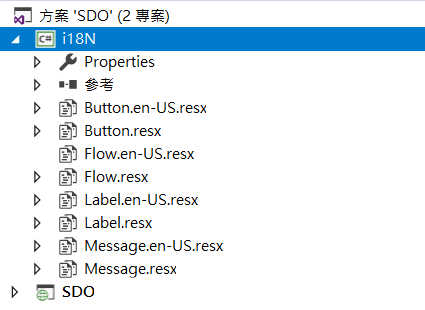 方案 'SDO' (2 專案)
C# i18N
Properties
參考
Button.en-US.resx
Button.resx
Flow.en-US.resx
Flow.resx
Label.en-US.resx
Label.resx
Message.en-US.resx
Message.resx
SDO